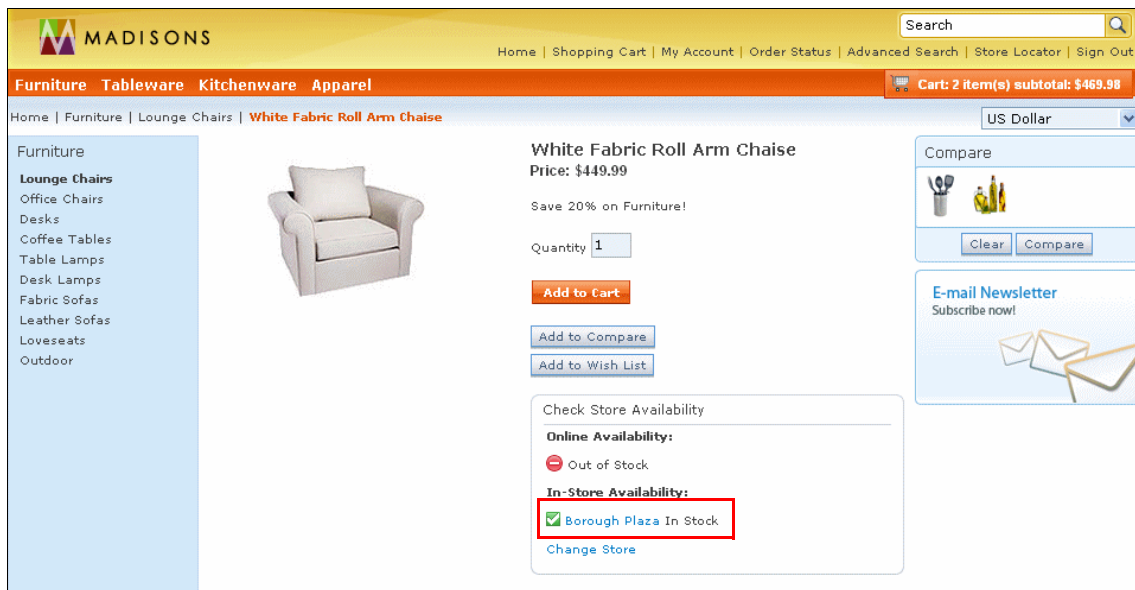 MADISONS
Search
Home | Shopping Cart | My Account | Order Status | Advanced Search | Store Locator | Sign Out
Furniture Tableware Kitchenware Apparel
Cart: 2 item(s) subtotal: $469.98
Home | Furniture | Lounge Chairs | White Fabric Roll Arm Chaise
US Dollar
Furniture
Lounge Chairs
Office Chairs
Desks
Coffee Tables
Table Lamps
Desk Lamps
Fabric Sofas
Leather Sofas
Loveseats
Outdoor
White Fabric Roll Arm Chaise
Price: $449.99
Save 20% on Furniture!
Quantity 1
Add to Cart
Add to Compare
Add to Wish List
Check Store Availability
Online Availability:
Out of Stock
In-Store Availability:
Borough Plaza In Stock
Change Store
Compare
Clear Compare
E-mail Newsletter
Subscribe now!